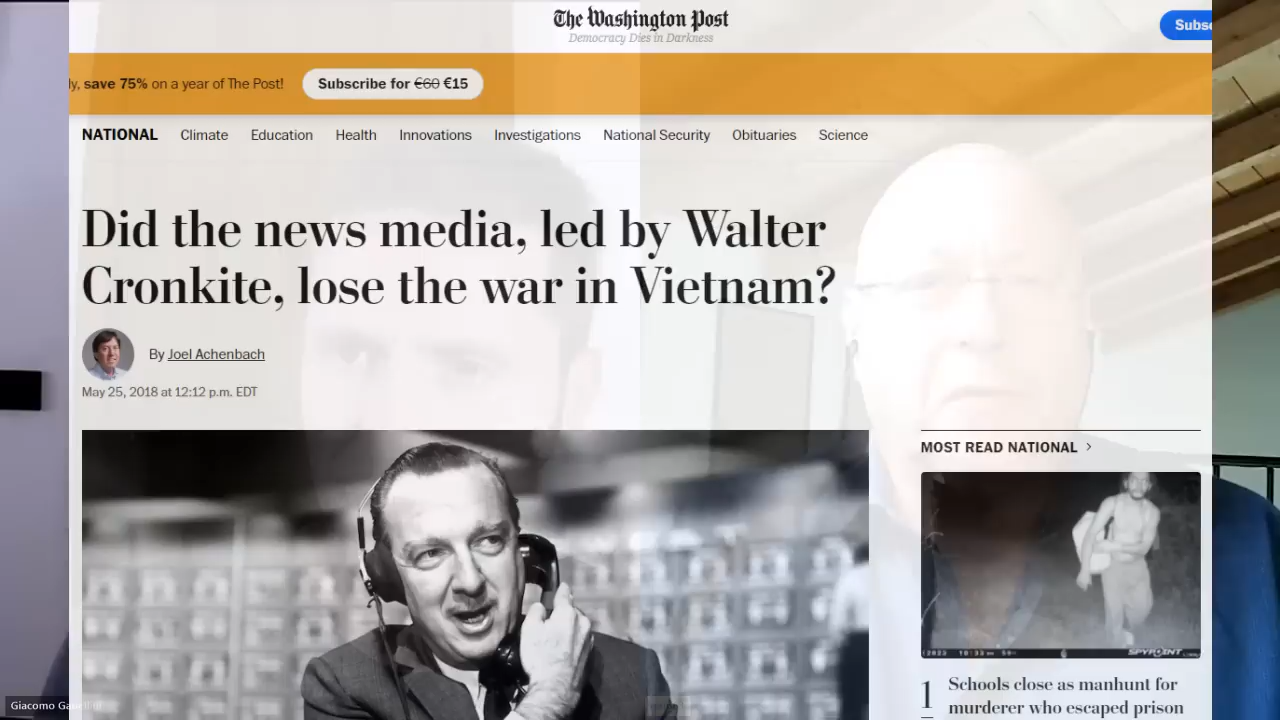 The Washington Post
Democracy Dies in Darkness
Subs
ly, save 75% on a year of The Post!
Subscribe for €60 €15
NATIONAL Climate Education Health Innovations Investigations National Security Obituaries Science
Did the news media, led by Walter
Cronkite, lose the war in Vietnam?
By Joel Achenbach
May 25, 2018 at 12:12 p.m. EDT
MOST READ NATIONAL
SPYPOINT
1 Schools close as manhunt for
murderer who escaped prison
Giacomo